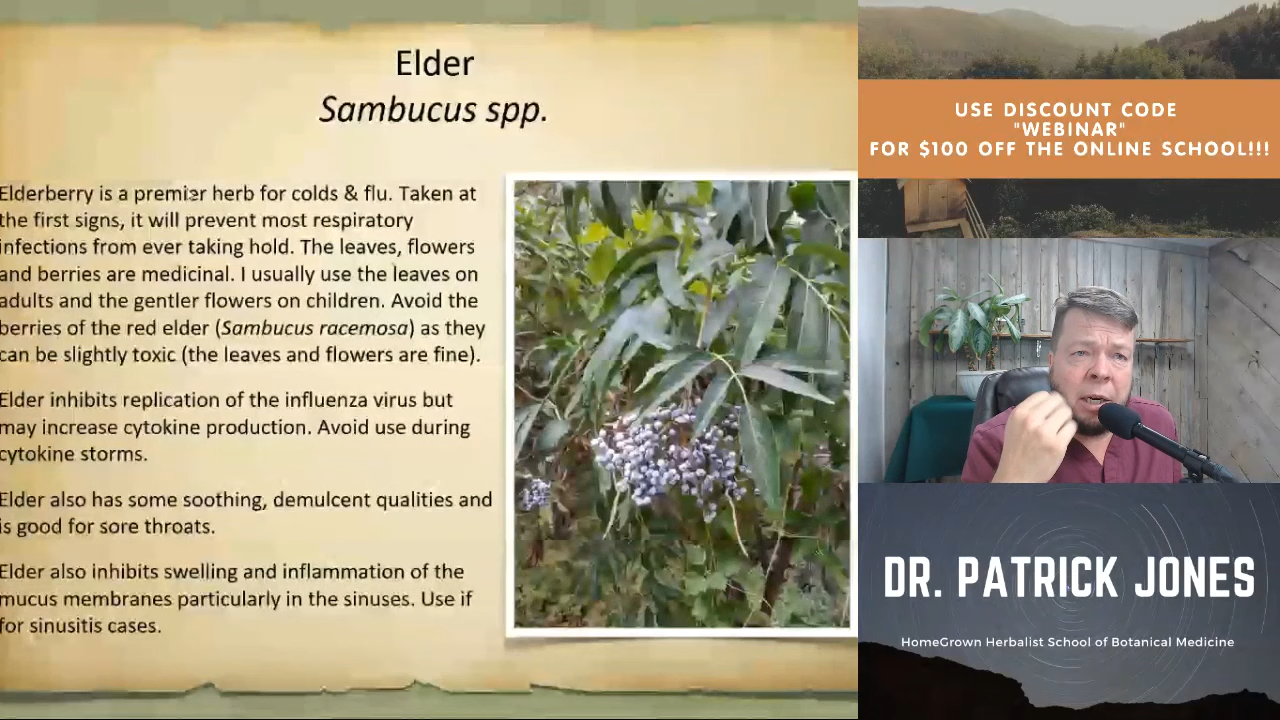 Elder
Sambucus spp.
Elderberry is a premier herb for colds & flu. Taken at
the first signs, it will prevent most respiratory
infections from ever taking hold. The leaves, flowers
and berries are medicinal. I usually use the leaves on
adults and the gentler flowers on children. Avoid the
berries of the red elder (Sambucus racemosa) as they
can be slightly toxic (the leaves and flowers are fine).
Elder inhibits replication of the influenza virus but
may increase cytokine production. Avoid use during
cytokine storms.
Elder also has some soothing, demulcent qualities and
is good for sore throats.
Elder also inhibits swelling and inflammation of the
mucus membranes particularly in the sinuses. Use if
for sinusitis cases.
USE DISCOUNT CODE
"WEBINAR"
FOR $100 OFF THE ONLINE SCHOOL!!!
DR. PATRICK JONES
HomeGrown Herbalist School of Botanical Medicine